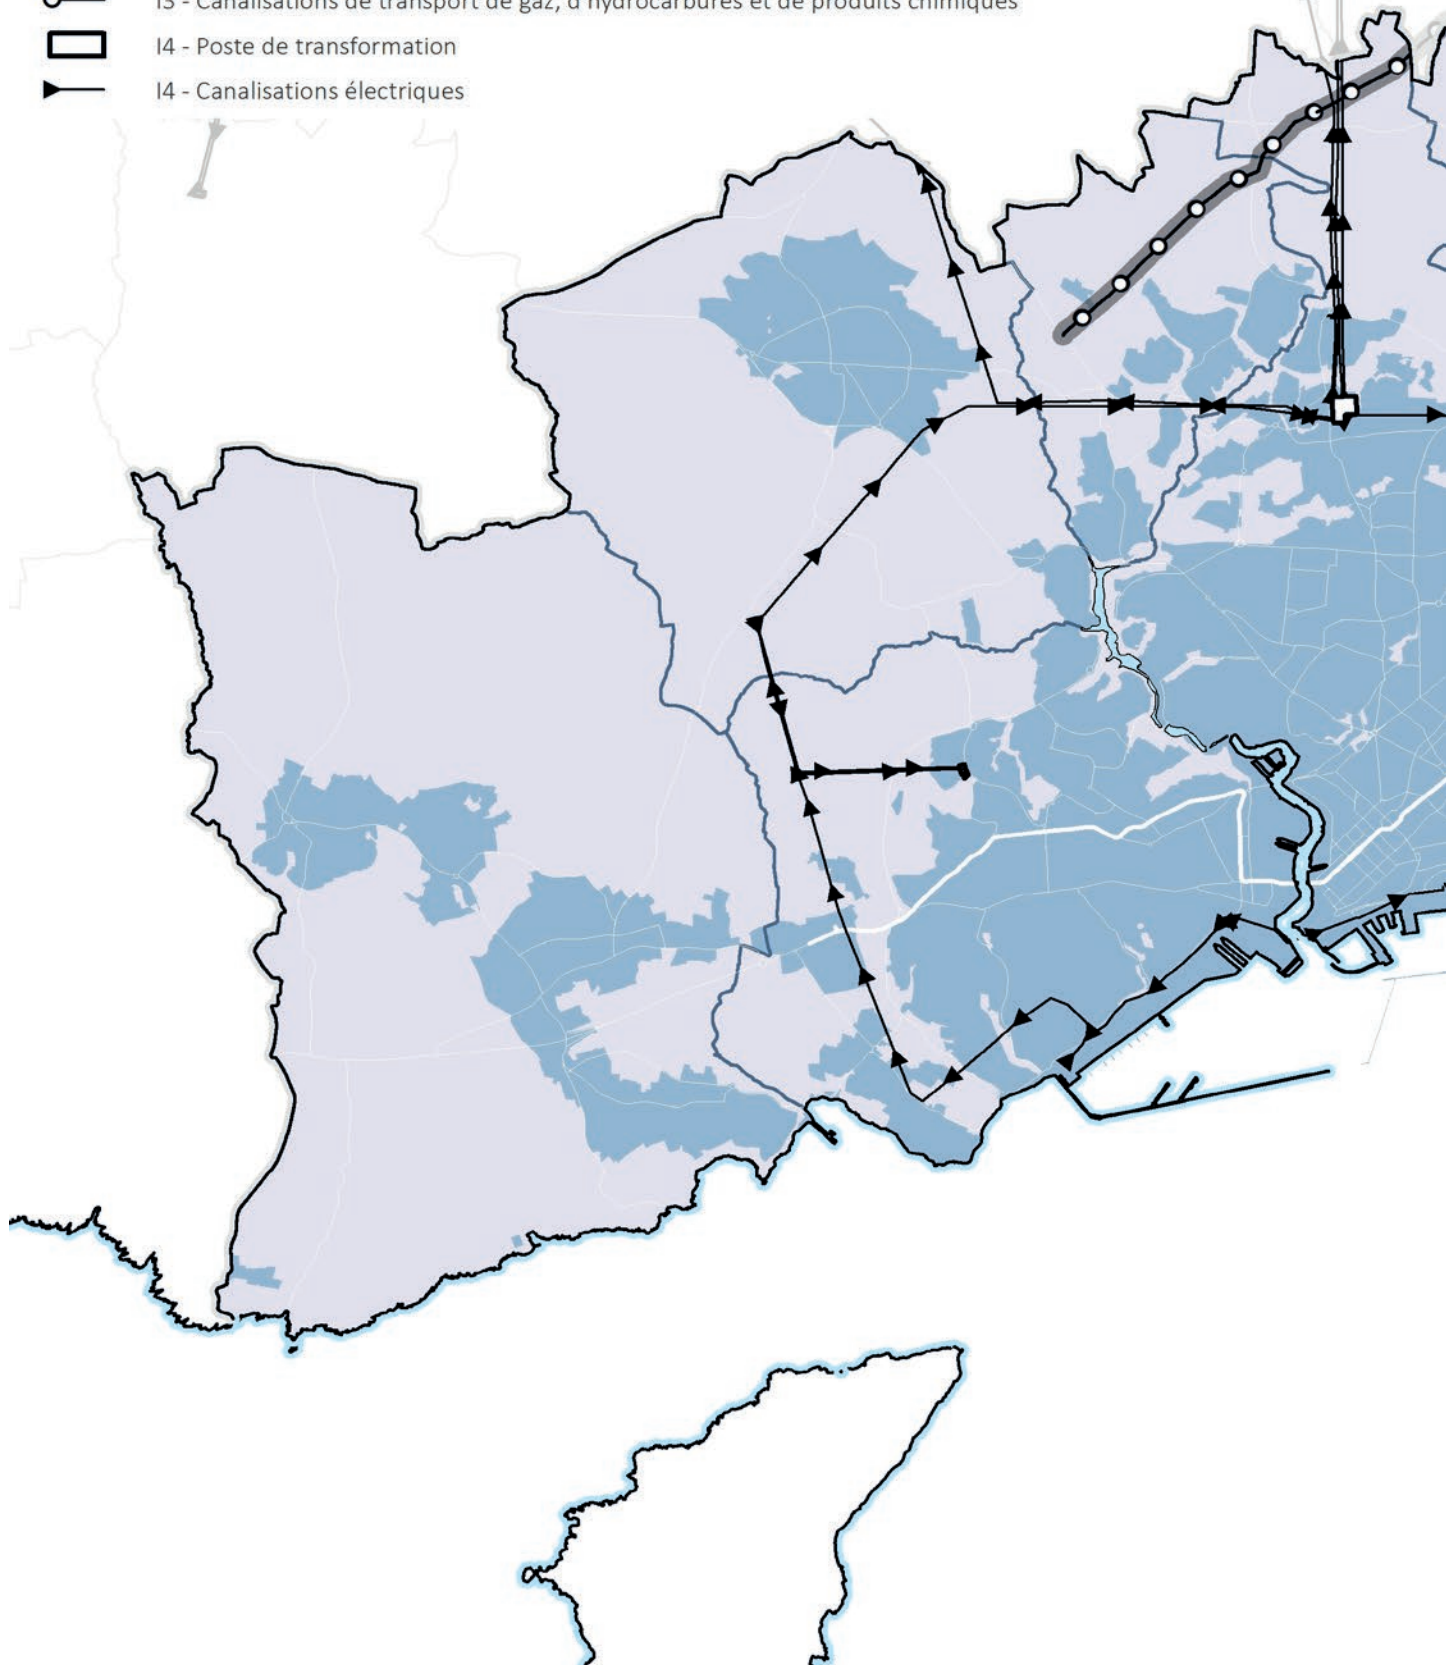 I3 - Canalisations de transport de gaz, d'hydrocarbures et de produits chimiques
I4 - Poste de transformation
I4 - Canalisations électriques